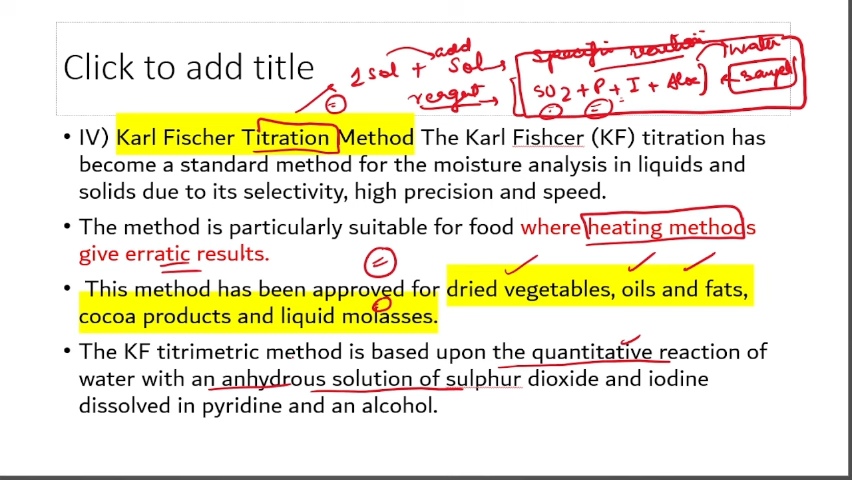 specific reaction
add
water
2 sol + Sol
SO2 + P + I + Aloc
sample
reagent
Click to add title
• IV) Karl Fischer Titration Method The Karl Fishcer (KF) titration has
become a standard method for the moisture analysis in liquids and
solids due to its selectivity, high precision and speed.
• The method is particularly suitable for food where heating methods
give erratic results.
• This method has been approved for dried vegetables, oils and fats,
cocoa products and liquid molasses.
• The KF titrimetric method is based upon the quantitative reaction of
water with an anhydrous solution of sulphur dioxide and iodine
dissolved in pyridine and an alcohol.